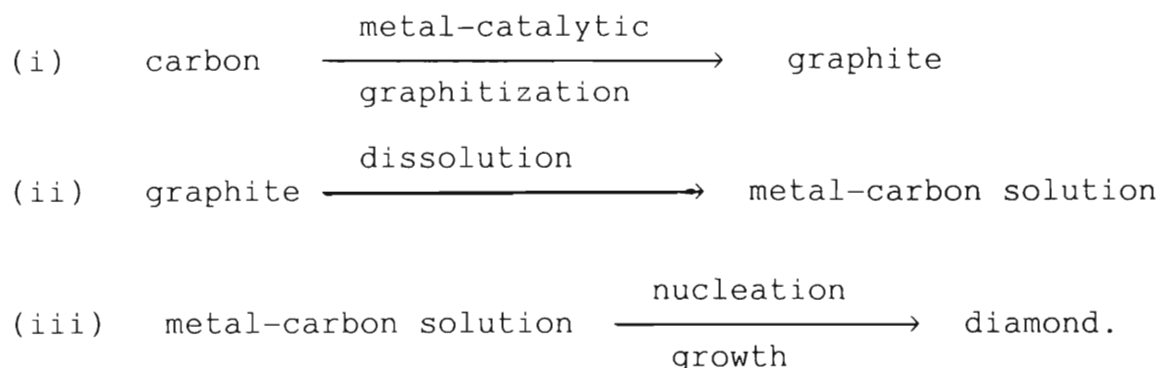 metal-catalytic
(i) carbon graphite
graphitization
dissolution
(ii) graphite metal-carbon solution
nucleation
(iii) metal-carbon solution diamond.
growth